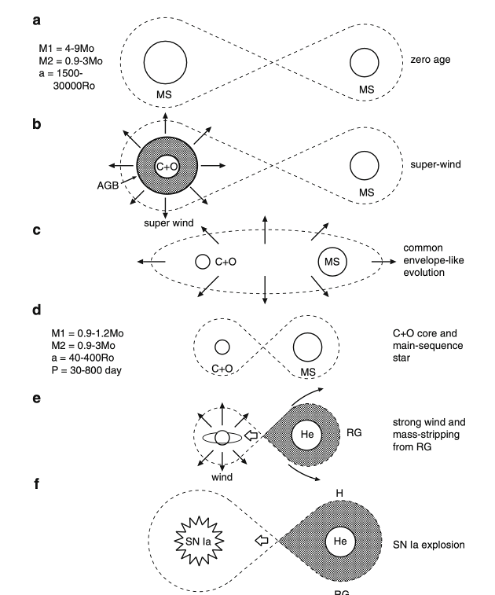 a
M1 = 4-9Mo
M2 = 0.9-3Mo
a = 1500-
30000Ro
MS
MS
zero age
b
C+O
AGB
MS
super wind
super-wind
c
C+O
MS
common
envelope-like
evolution
d
M1 = 0.9-1.2Mo
M2 = 0.9-3Mo
a = 40-400Ro
P = 30-800 day
C+O
MS
C+O core and
main-sequence
star
e
He
RG
wind
strong wind and
mass-stripping
from RG
f
H
SN Ia
He
RG
SN Ia explosion